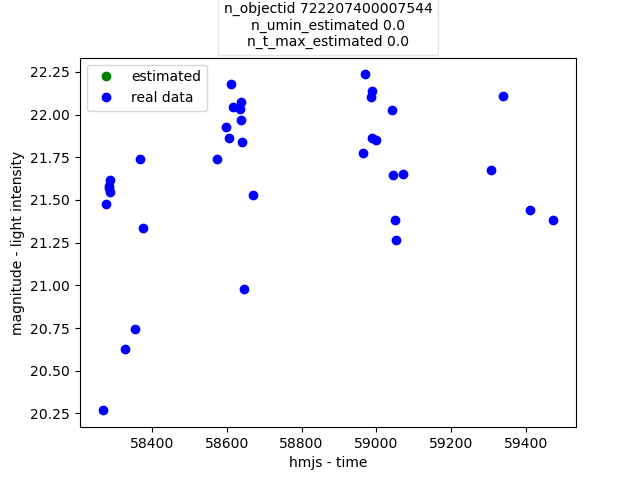 n_objectid 722207400007544
n_umin_estimated 0.0
n_t_max_estimated 0.0
estimated
real data
magnitude - light intensity
22.25
22.00
21.75
21.50
21.25
21.00
20.75
20.50
20.25
58400 58600 58800 59000 59200 59400
hmjs - time